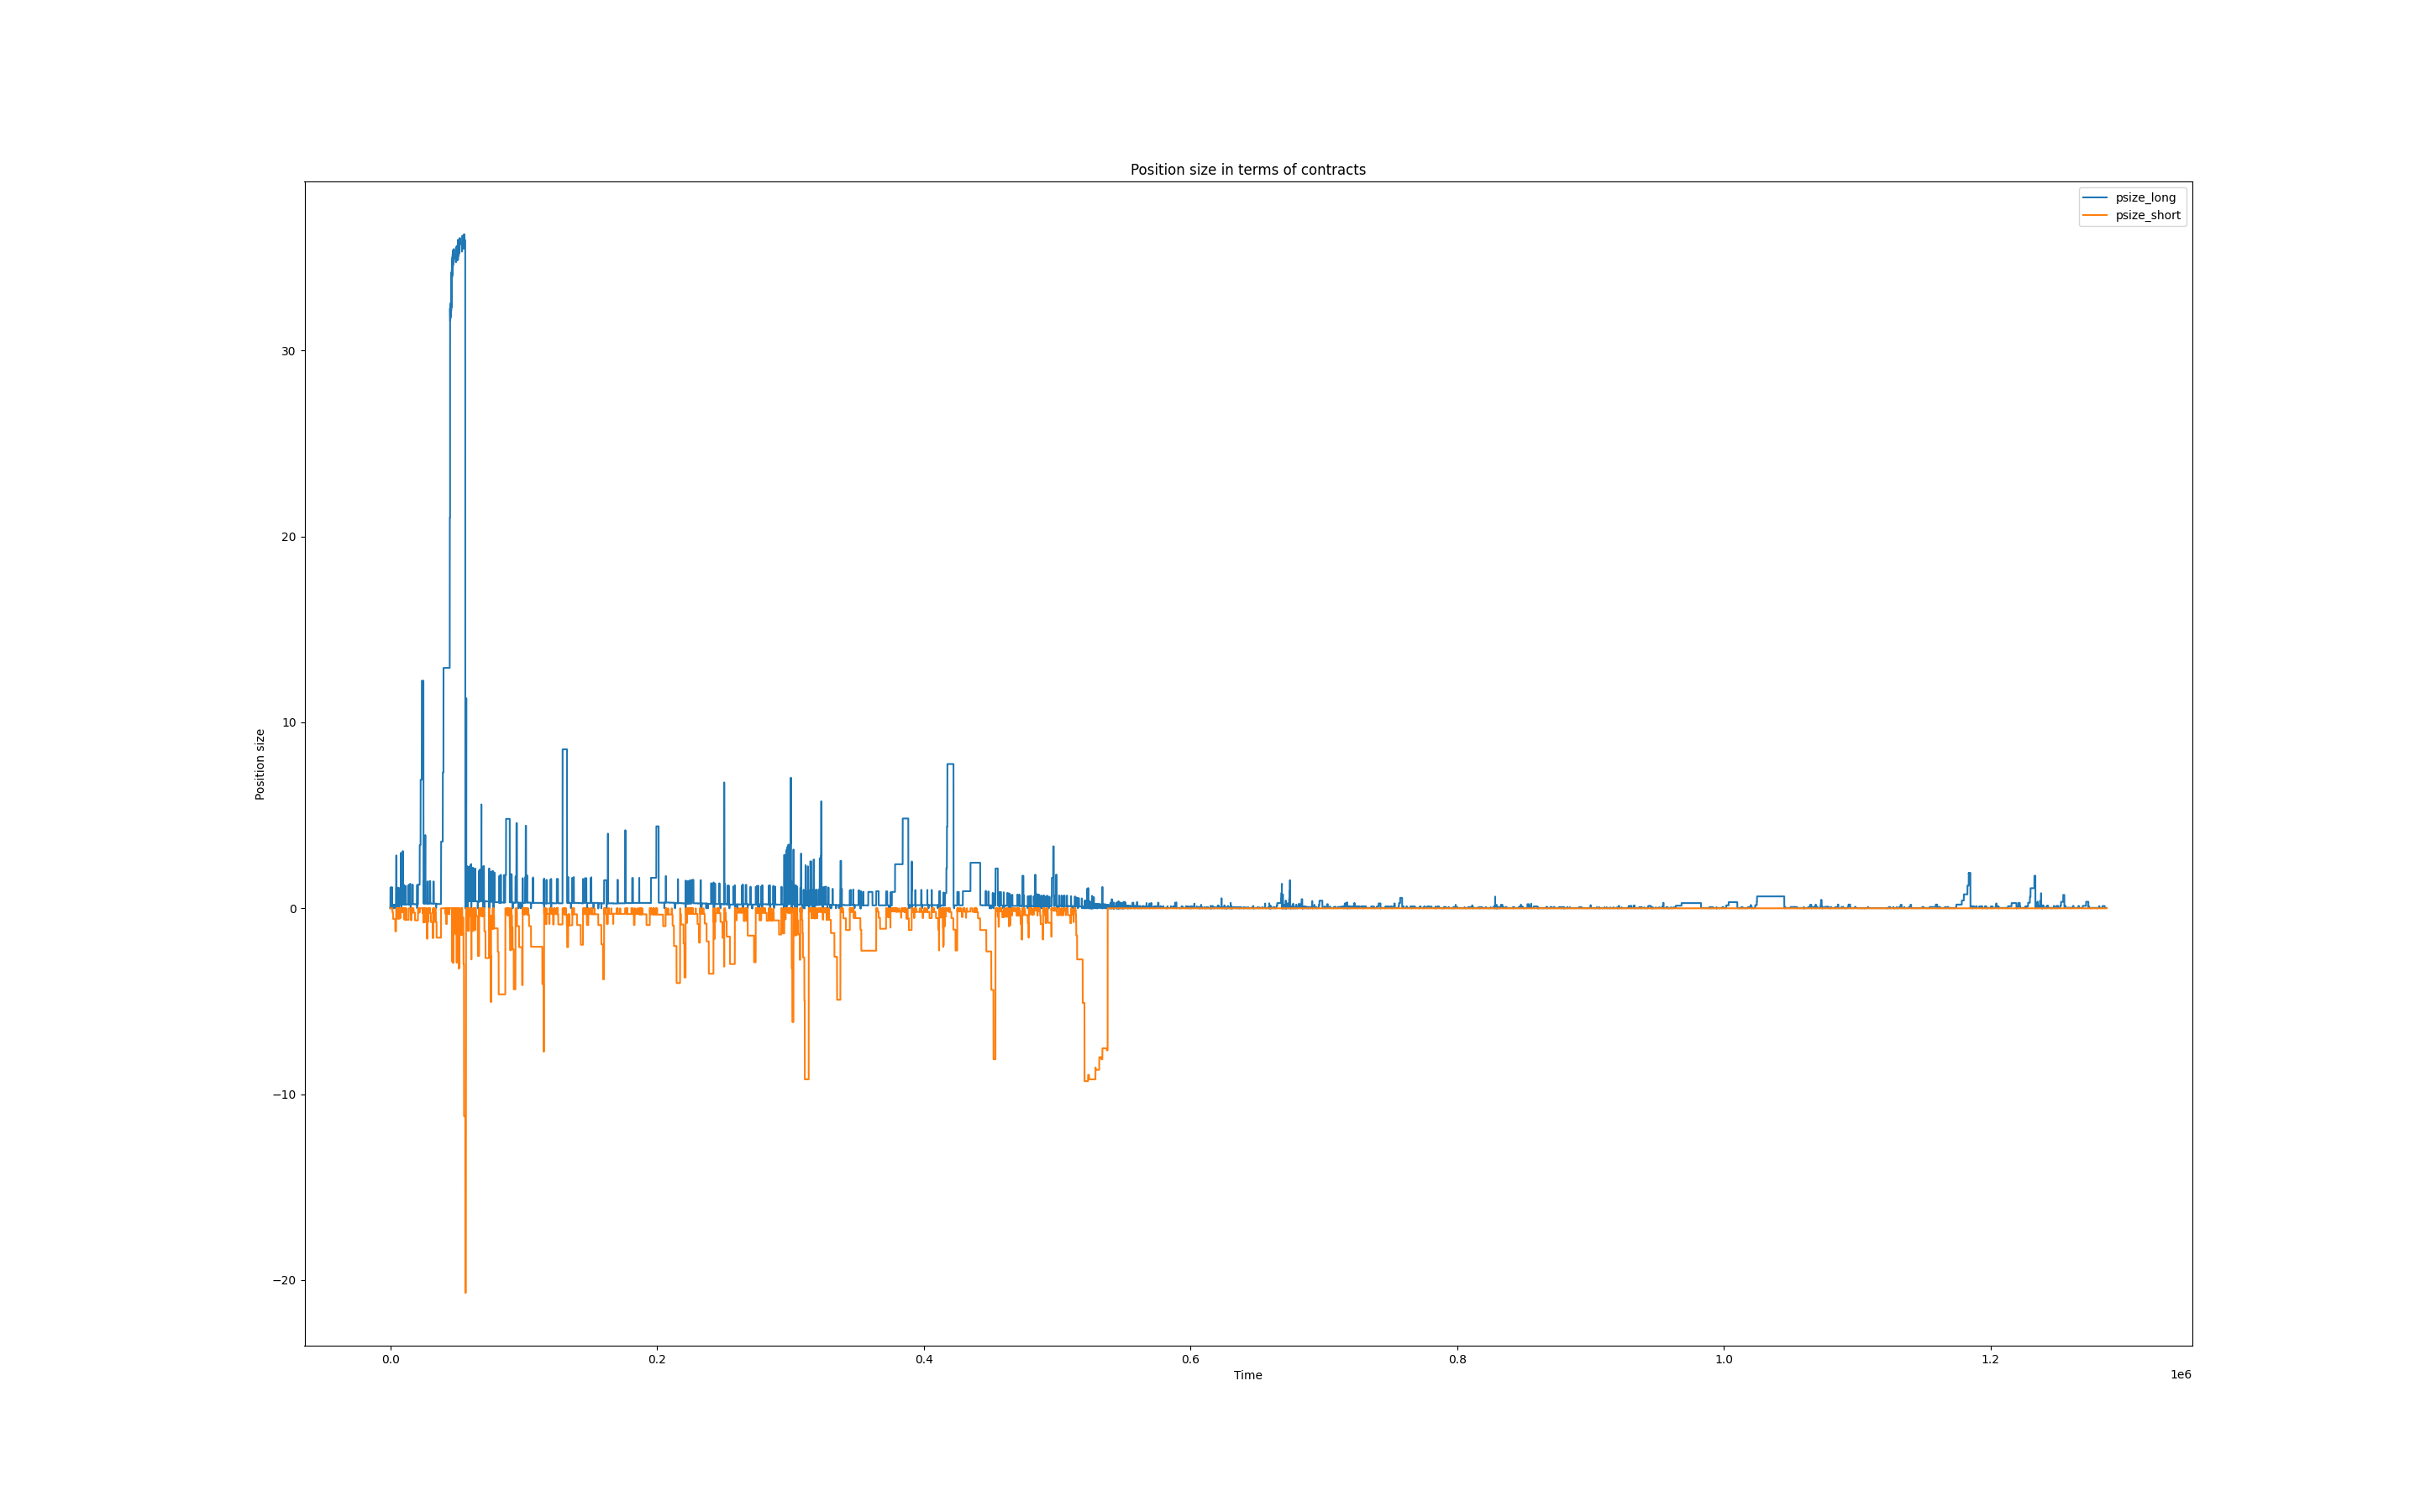 Position size in terms of contracts
psize_long
psize_short
Position size
30
20
10
0
−10
−20
0.0 0.2 0.4 0.6 0.8 1.0 1.2
Time
1e6